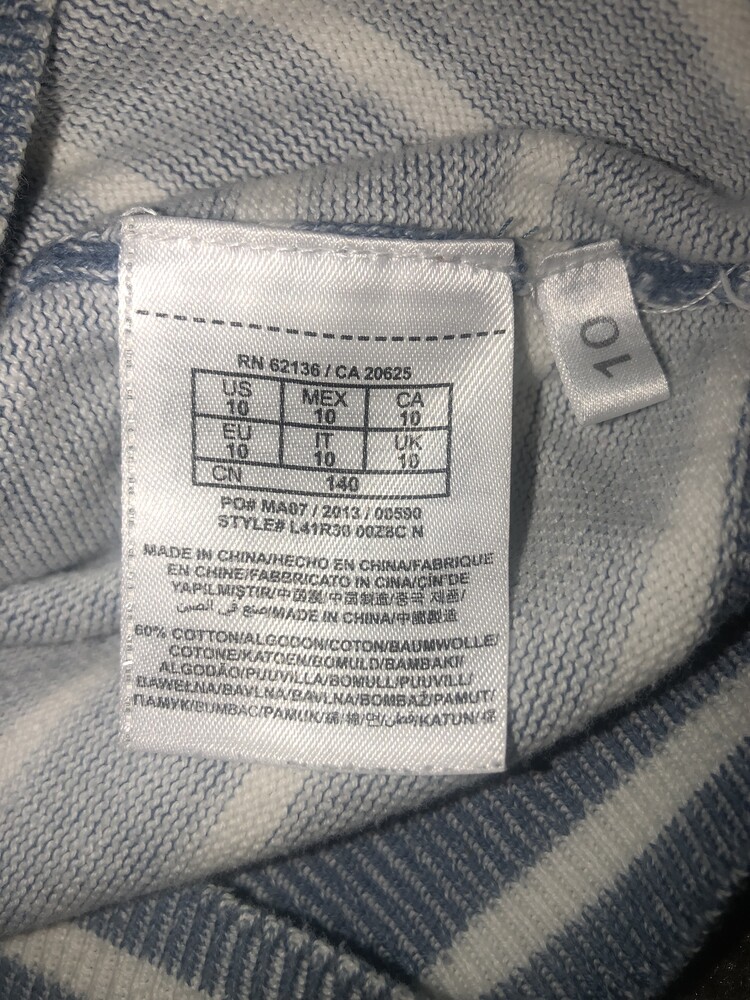 RN 62136 / CA 20625
US MEX CA
10 10 10
EU IT UK
10 10 10
CN 140
PO# MA07 / 2013 / 00590
STYLE# L41R30 00Z8C N
MADE IN CHINA/HECHO EN CHINA/FABRIQUE
EN CHINE/FABBRICATO IN CINA/ÇİN'DE
YAPILMIŞTIR/中国製/中国制造/중국 제품/
صنع في الصين/MADE IN CHINA/中國製造
60% COTTON/ALGODON/COTON/BAUMWOLLE/
COTONE/KATOEN/BOMULD/BAMBAKI/
ALGODÃO/PUUVILLA/BOMULL/PUUVILL/
BAWEŁNA/BAVLNA/BAVLNA/BOMBAŽ/PAMUT/
ПАМУК/BUMBAC/PAMUK/綿/棉/면/قطن/KATUN/棉
10